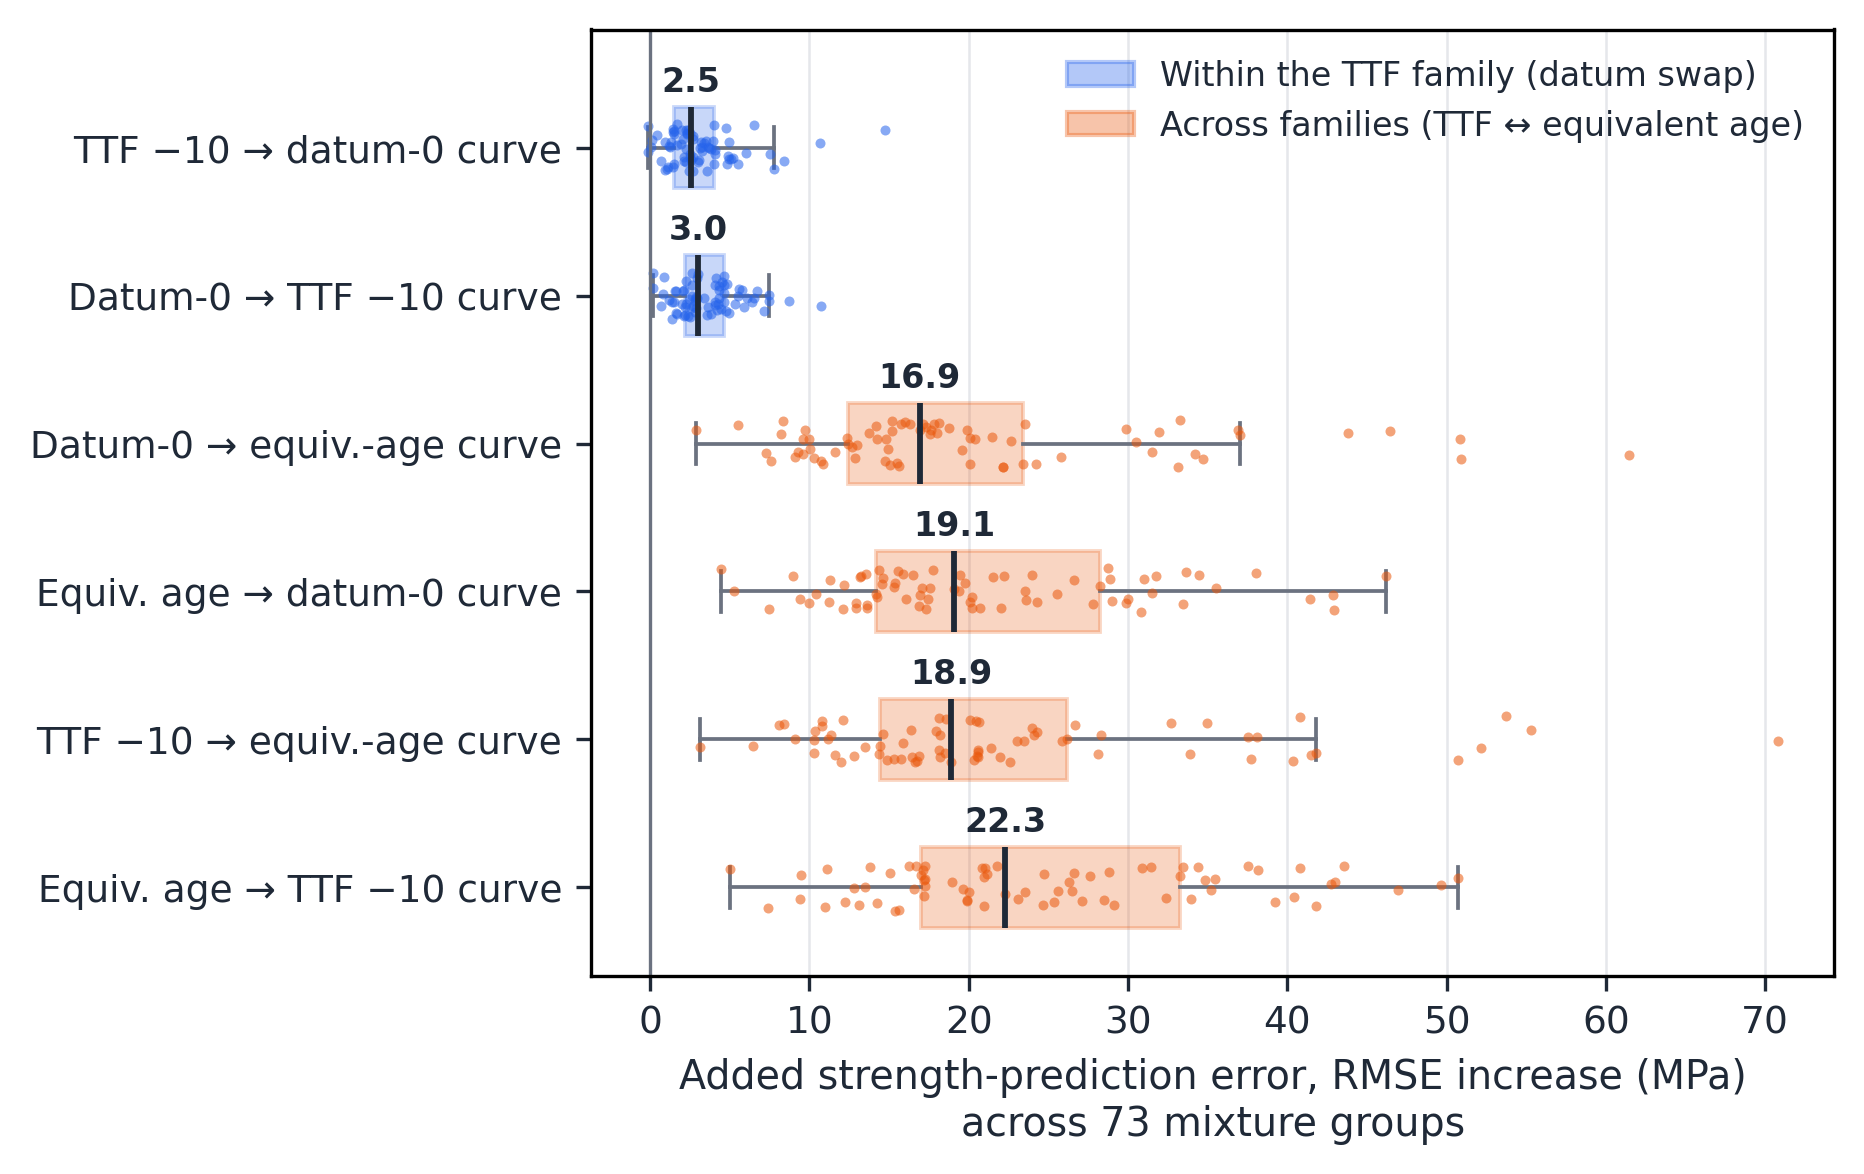 Within the TTF family (datum swap)
Across families (TTF ↔ equivalent age)
2.5
TTF −10 → datum-0 curve
3.0
Datum-0 → TTF −10 curve
16.9
Datum-0 → equiv.-age curve
19.1
Equiv. age → datum-0 curve
18.9
TTF −10 → equiv.-age curve
22.3
Equiv. age → TTF −10 curve
0 10 20 30 40 50 60 70
Added strength-prediction error, RMSE increase (MPa)
across 73 mixture groups